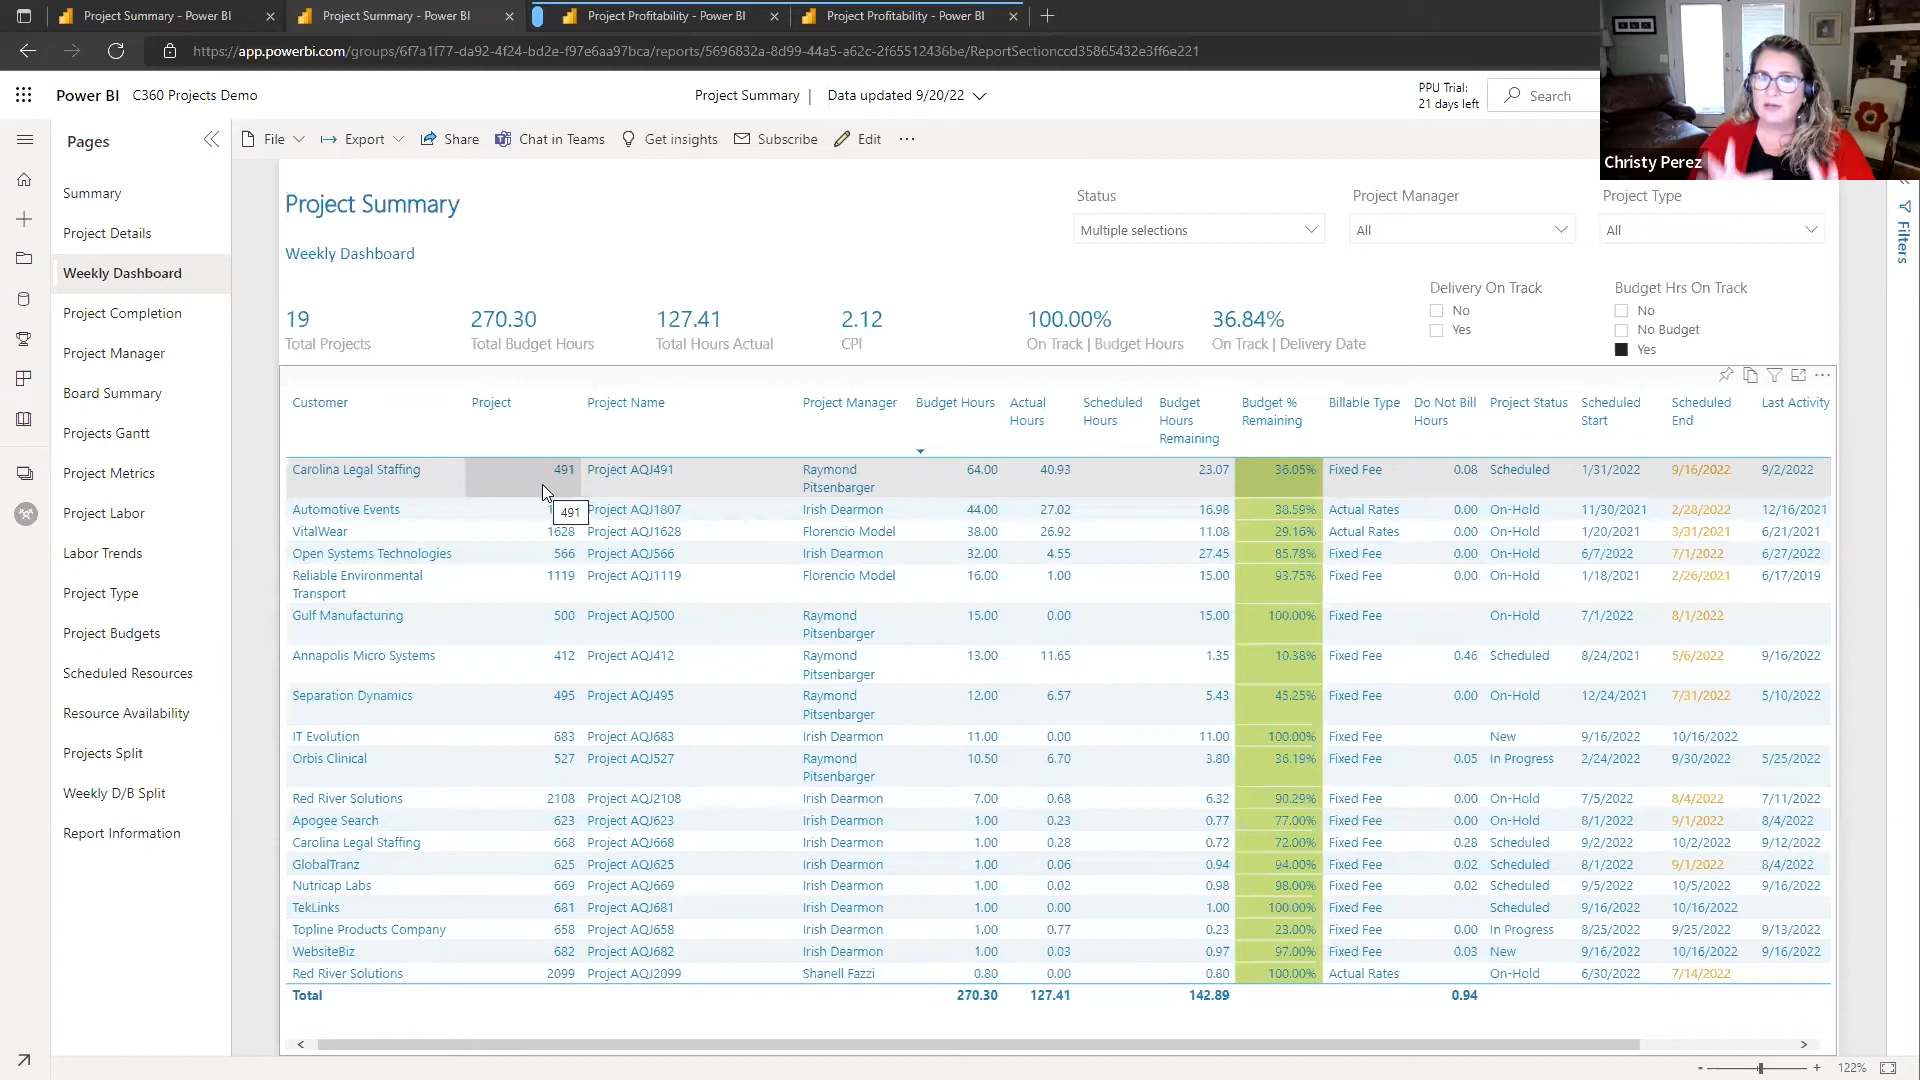 Project Summary - Power BI
Project Summary - Power BI
Project Profitability - Power BI
Project Profitability - Power BI
https://app.powerbi.com/groups/6f7a1f77-da92-4f24-bd2e-f97e6aa97bca/reports/5696832a-8d99-44a5-a62c-2f65512436be/ReportSectionccd35865432e3ff6e221
Power BI C360 Projects Demo
Project Summary | Data updated 9/20/22
PPU Trial:
21 days left
Search
Christy Perez
Pages
File Export Share Chat in Teams Get insights Subscribe Edit ...
Summary
Project Details
Weekly Dashboard
Project Completion
Project Manager
Board Summary
Projects Gantt
Project Metrics
Project Labor
Labor Trends
Project Type
Project Budgets
Scheduled Resources
Resource Availability
Projects Split
Weekly D/B Split
Report Information
Project Summary
Weekly Dashboard
Status Project Manager Project Type
Multiple selections All All
Filters
Delivery On Track
No
Yes
Budget Hrs On Track
No
No Budget
Yes
19 270.30 127.41 2.12 100.00% 36.84%
Total Projects Total Budget Hours Total Hours Actual CPI On Track | Budget Hours On Track | Delivery Date
Customer Project Project Name Project Manager Budget Hours Actual Hours Scheduled Hours Budget Hours Remaining Budget % Remaining Billable Type Do Not Bill Hours Project Status Scheduled Start Scheduled End Last Activity
Carolina Legal Staffing 491 Project AQJ491 Raymond Pitsenbarger 64.00 40.93 23.07 36.05% Fixed Fee 0.08 Scheduled 1/31/2022 9/16/2022 9/2/2022
491
Automotive Events Project AQJ1807 Irish Dearmon 44.00 27.02 16.98 38.59% Actual Rates 0.00 On-Hold 11/30/2021 2/28/2022 12/16/2021
VitalWear 1628 Project AQJ1628 Florencio Model 38.00 26.92 11.08 29.16% Actual Rates 0.00 On-Hold 1/20/2021 3/31/2021 6/21/2021
Open Systems Technologies 566 Project AQJ566 Irish Dearmon 32.00 4.55 27.45 85.78% Fixed Fee 0.00 On-Hold 6/7/2022 7/1/2022 6/27/2022
Reliable Environmental Transport 1119 Project AQJ1119 Florencio Model 16.00 1.00 15.00 93.75% Fixed Fee 0.00 On-Hold 1/18/2021 2/26/2021 6/17/2019
Gulf Manufacturing 500 Project AQJ500 Raymond Pitsenbarger 15.00 0.00 15.00 100.00% Fixed Fee On-Hold 7/1/2022 8/1/2022
Annapolis Micro Systems 412 Project AQJ412 Raymond Pitsenbarger 13.00 11.65 1.35 10.38% Fixed Fee 0.46 Scheduled 8/24/2021 5/6/2022 9/16/2022
Separation Dynamics 495 Project AQJ495 Raymond Pitsenbarger 12.00 6.57 5.43 45.25% Fixed Fee 0.00 On-Hold 12/24/2021 7/31/2022 5/10/2022
IT Evolution 683 Project AQJ683 Irish Dearmon 11.00 0.00 11.00 100.00% Fixed Fee New 9/16/2022 10/16/2022
Orbis Clinical 527 Project AQJ527 Raymond Pitsenbarger 10.50 6.70 3.80 36.19% Fixed Fee 0.05 In Progress 2/24/2022 9/30/2022 5/25/2022
Red River Solutions 2108 Project AQJ2108 Irish Dearmon 7.00 0.68 6.32 90.29% Fixed Fee 0.00 On-Hold 7/5/2022 8/4/2022 7/11/2022
Apogee Search 623 Project AQJ623 Irish Dearmon 1.00 0.23 0.77 77.00% Fixed Fee 0.00 On-Hold 8/1/2022 9/1/2022 8/4/2022
Carolina Legal Staffing 668 Project AQJ668 Irish Dearmon 1.00 0.28 0.72 72.00% Fixed Fee 0.28 Scheduled 9/2/2022 10/2/2022 9/12/2022
GlobalTranz 625 Project AQJ625 Irish Dearmon 1.00 0.06 0.94 94.00% Fixed Fee 0.02 Scheduled 8/1/2022 9/1/2022 8/4/2022
Nutricap Labs 669 Project AQJ669 Irish Dearmon 1.00 0.02 0.98 98.00% Fixed Fee 0.02 Scheduled 9/5/2022 10/5/2022 9/16/2022
TekLinks 681 Project AQJ681 Irish Dearmon 1.00 0.00 1.00 100.00% Fixed Fee Scheduled 9/16/2022 10/16/2022
Topline Products Company 658 Project AQJ658 Irish Dearmon 1.00 0.77 0.23 23.00% Fixed Fee 0.00 In Progress 8/25/2022 9/25/2022 9/13/2022
WebsiteBiz 682 Project AQJ682 Irish Dearmon 1.00 0.03 0.97 97.00% Fixed Fee 0.03 New 9/16/2022 10/16/2022 9/16/2022
Red River Solutions 2099 Project AQJ2099 Shanell Fazzi 0.80 0.00 0.80 100.00% Actual Rates On-Hold 6/30/2022 7/14/2022
Total 270.30 127.41 142.89 0.94
122%